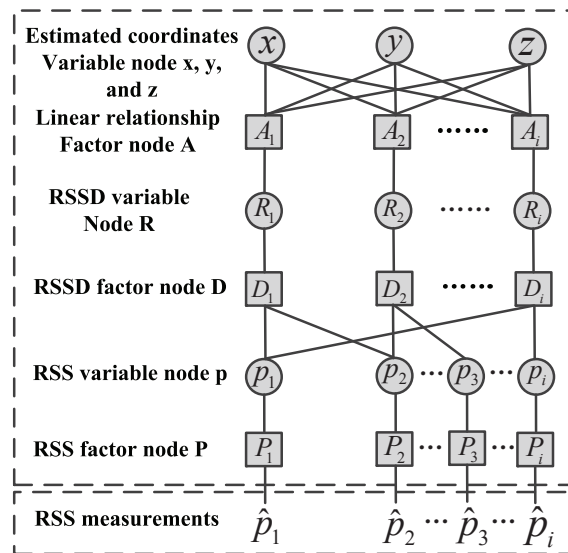 Estimated coordinates
Variable node x, y,
and z
x y z
Linear relationship
Factor node A
A₁ A₂ ...... Aᵢ
RSSD variable
Node R
R₁ R₂ ...... Rᵢ
RSSD factor node D
D₁ D₂ ...... Dᵢ
RSS variable node p
p₁ p₂ ... p₃ ... pᵢ
RSS factor node P
P₁ P₂ ... P₃ ... Pᵢ
RSS measurements
p̂₁ p̂₂ ... p̂₃ ... p̂ᵢ